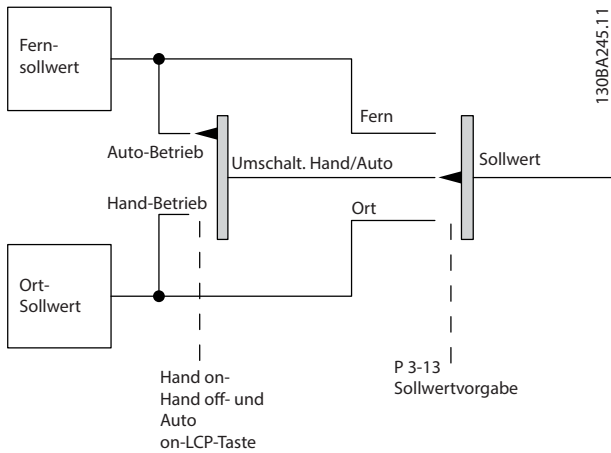 Fern-
sollwert
130BA245.11
Fern
Auto-Betrieb
Umschalt. Hand/Auto
Sollwert
Hand-Betrieb
Ort
Ort-
Sollwert
P 3-13
Sollwertvorgabe
Hand on-
Hand off- und
Auto
on-LCP-Taste